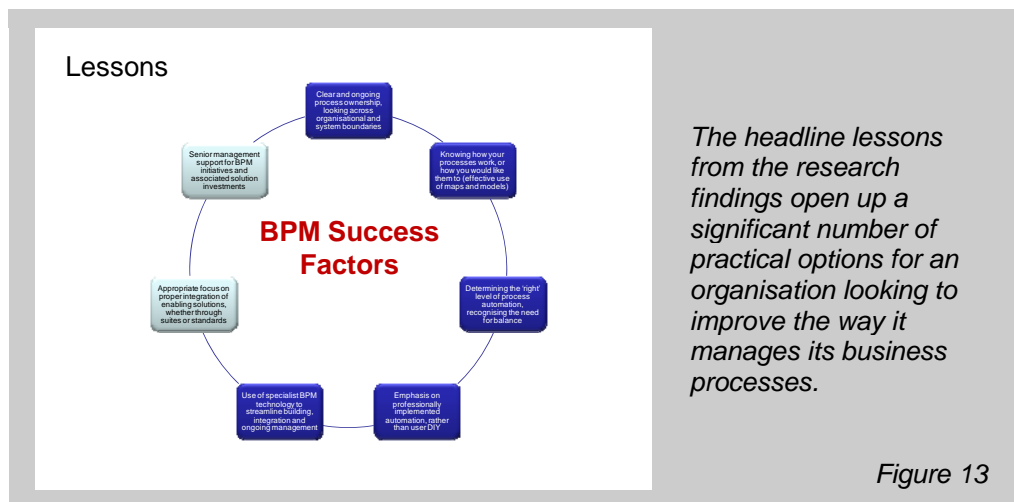 Lessons
Clear and ongoing
process ownership,
looking across
organisational and
system boundaries
Knowing how your
processes work, or
how you would like
them to (effective use
of maps and models)
Determining the 'right'
level of process
automation,
recognising the need
for balance
Emphasis on
professionally
implemented
automation, rather
than user DIY
Use of specialist BPM
technology to
streamline building,
integration and
ongoing management
Appropriate focus on
proper integration of
enabling solutions,
whether through
suites or standards
Senior management
support for BPM
initiatives and
associated solution
investments
BPM Success
Factors
The headline lessons
from the research
findings open up a
significant number of
practical options for an
organisation looking to
improve the way it
manages its business
processes.
Figure 13